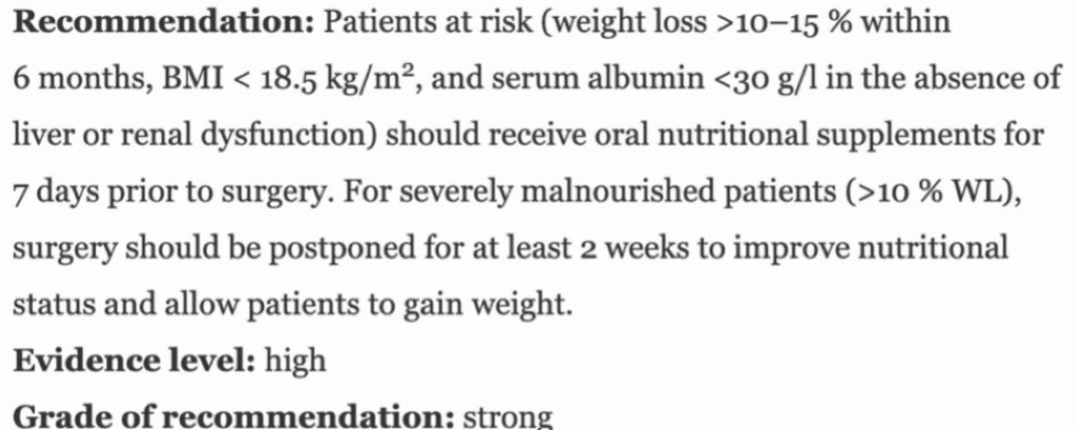 Recommendation: Patients at risk (weight loss >10–15 % within
6 months, BMI < 18.5 kg/m², and serum albumin <30 g/l in the absence of
liver or renal dysfunction) should receive oral nutritional supplements for
7 days prior to surgery. For severely malnourished patients (>10 % WL),
surgery should be postponed for at least 2 weeks to improve nutritional
status and allow patients to gain weight.
Evidence level: high
Grade of recommendation: strong